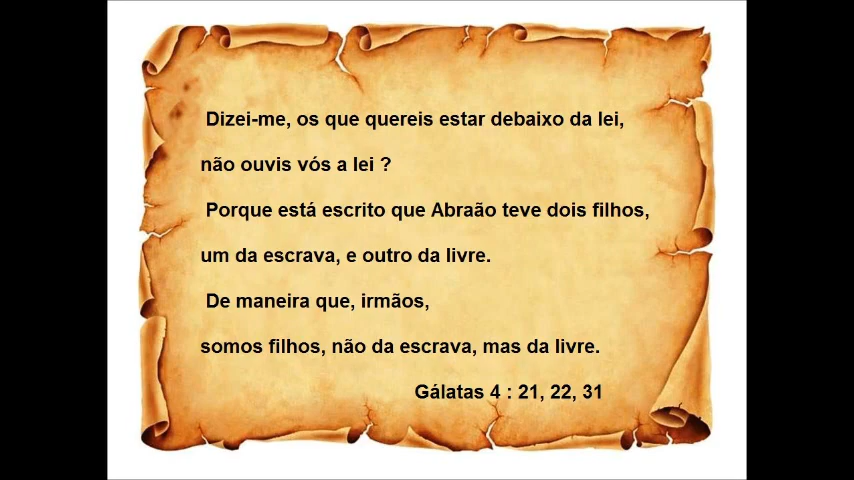 Dizei-me, os que quereis estar debaixo da lei,
não ouvis vós a lei ?
Porque está escrito que Abraão teve dois filhos,
um da escrava, e outro da livre.
De maneira que, irmãos,
somos filhos, não da escrava, mas da livre.
Gálatas 4 : 21, 22, 31